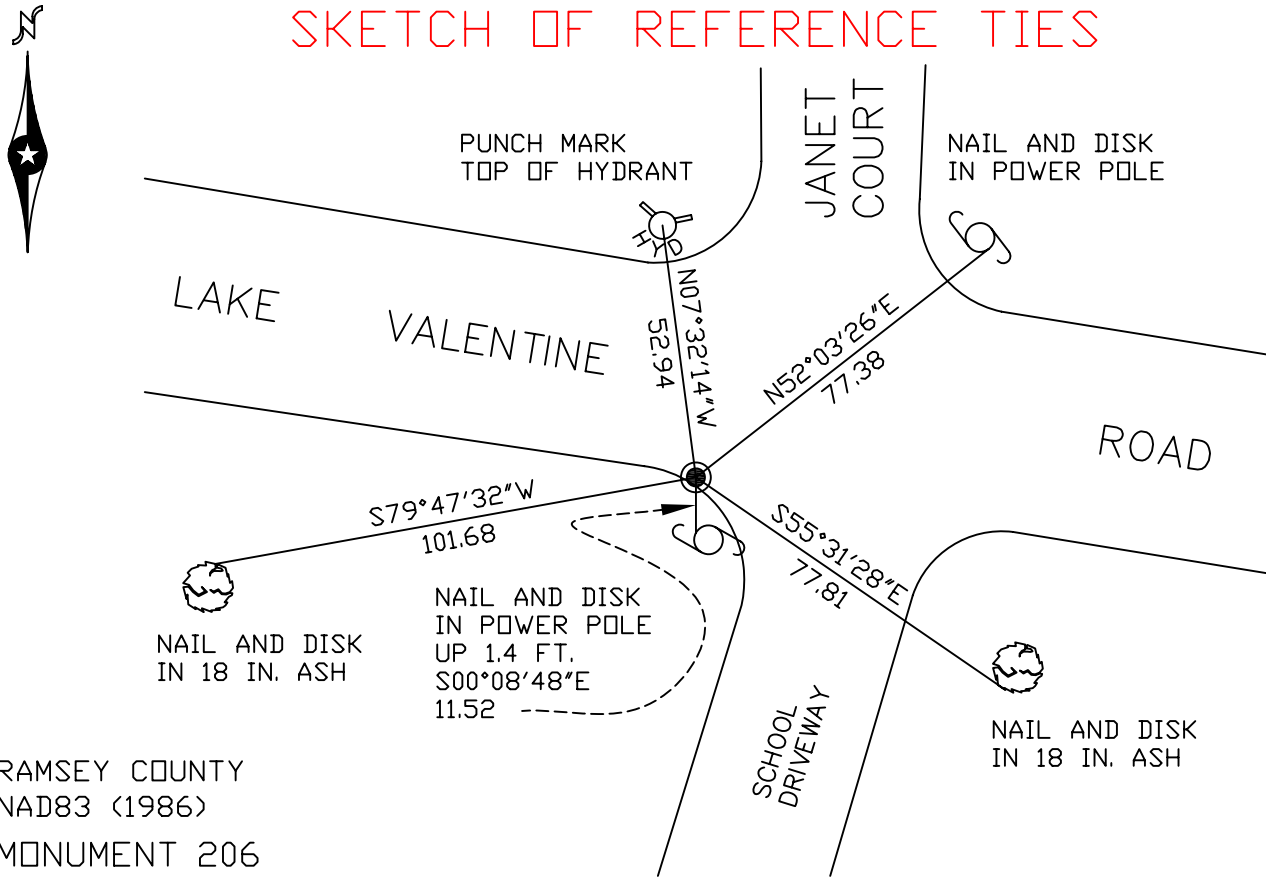 N
SKETCH OF REFERENCE TIES
PUNCH MARK
TOP OF HYDRANT
JANET
COURT
NAIL AND DISK
IN POWER POLE
HYD
LAKE VALENTINE ROAD
N07°32'14"W
52.94
N52°03'26"E
77.38
S79°47'32"W
101.68
S55°31'28"E
77.81
NAIL AND DISK
IN POWER POLE
UP 1.4 FT.
S00°08'48"E
11.52
NAIL AND DISK
IN 18 IN. ASH
SCHOOL
DRIVEWAY
NAIL AND DISK
IN 18 IN. ASH
RAMSEY COUNTY
NAD83 (1986)
MONUMENT 206